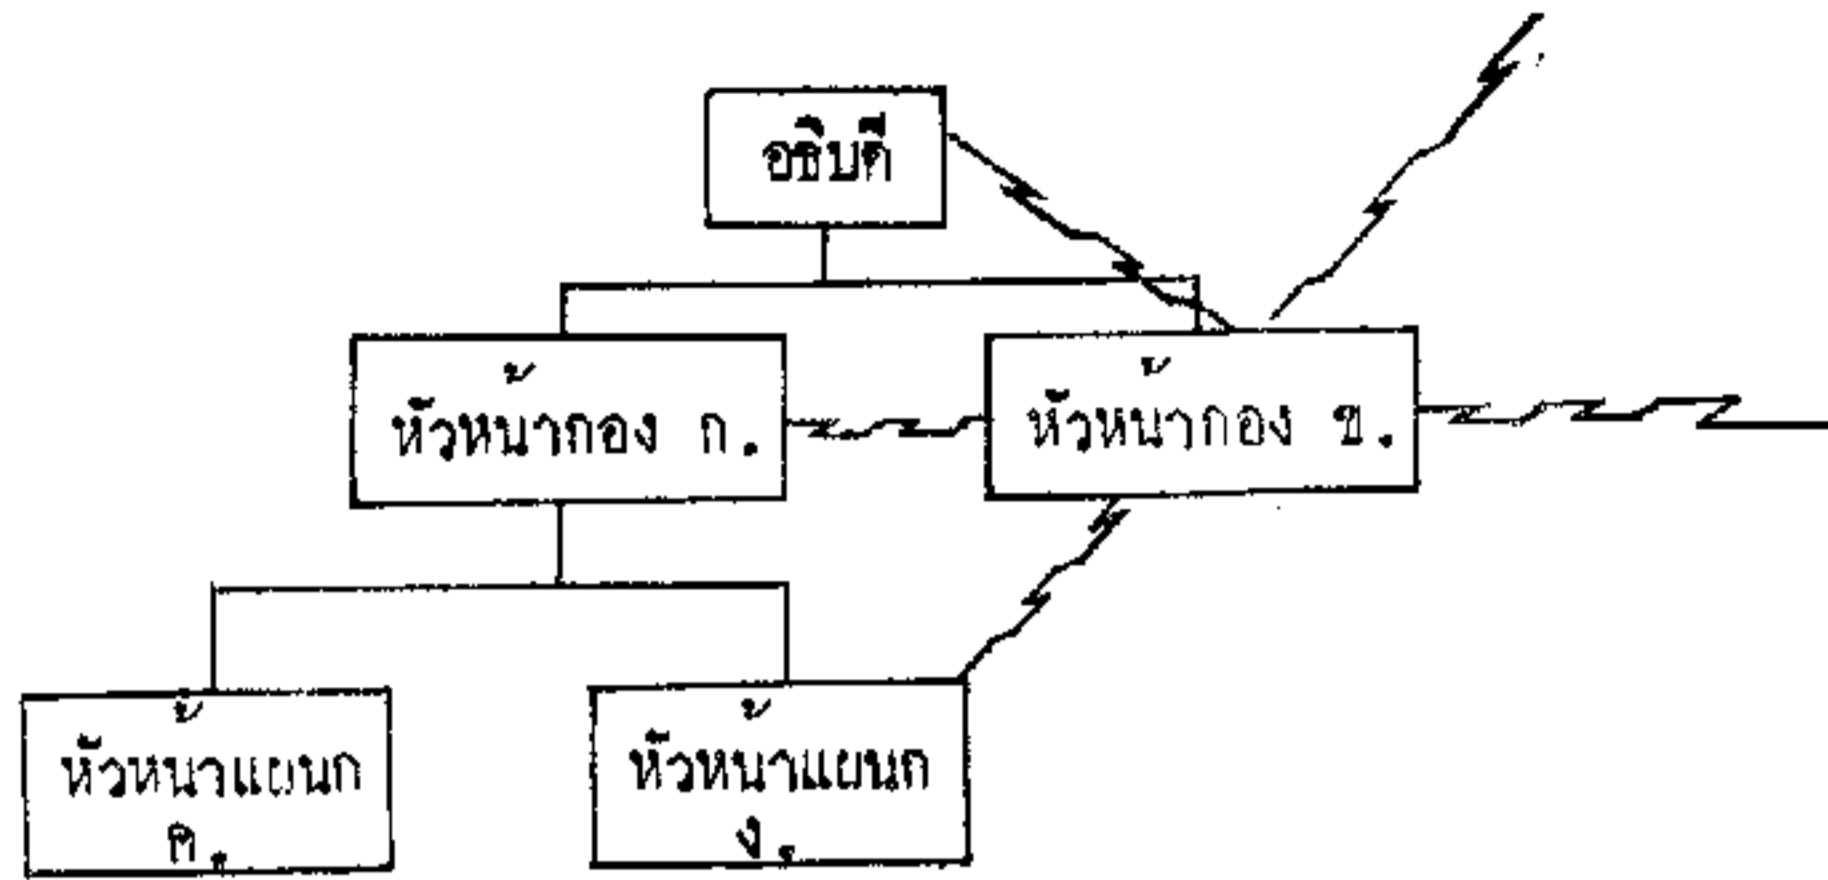 อธิบดี
หัวหน้ากอง ก.
หัวหน้ากอง ข.
หัวหน้าแผนก
ค.
หัวหน้าแผนก
ง.